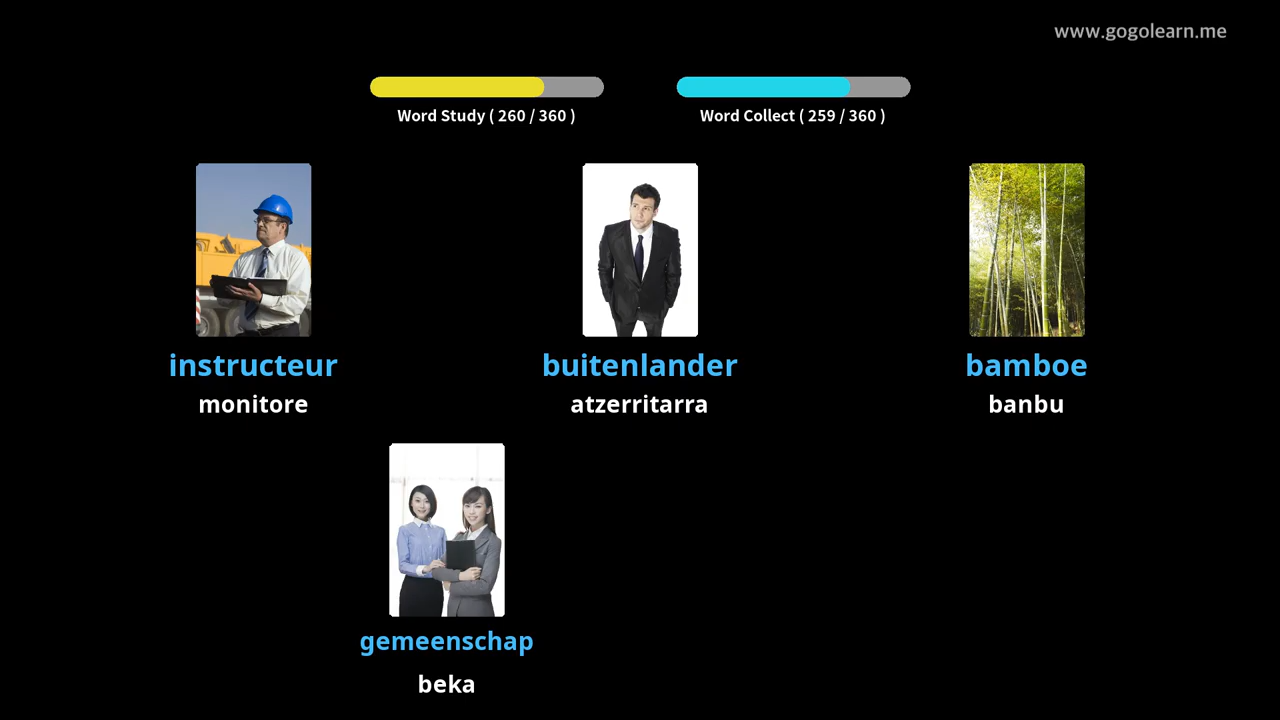 www.gogolearn.me
Word Study ( 260 / 360 )
Word Collect ( 259 / 360 )
instructeur
monitore
buitenlander
atzerritarra
bamboe
banbu
gemeenschap
beka